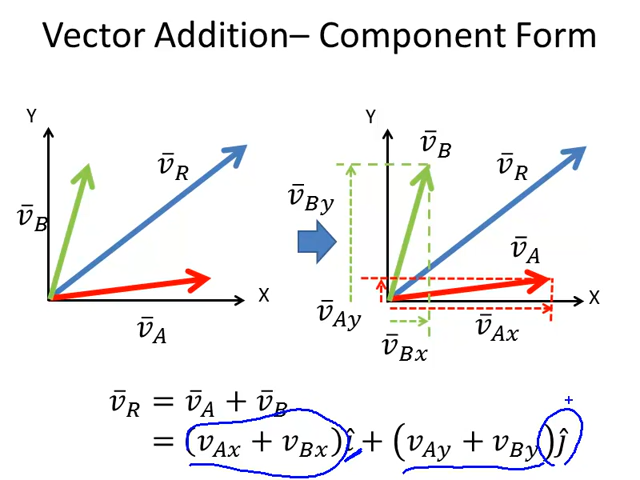 Vector Addition– Component Form
Y
v̄_B
v̄_R
X
v̄_A
Y
v̄_B
v̄_R
v̄_By
v̄_A
X
v̄_Ay
v̄_Ax
v̄_Bx
v̄_R = v̄_A + v̄_B
= (v_Ax + v_Bx)î + (v_Ay + v_By)ĵ